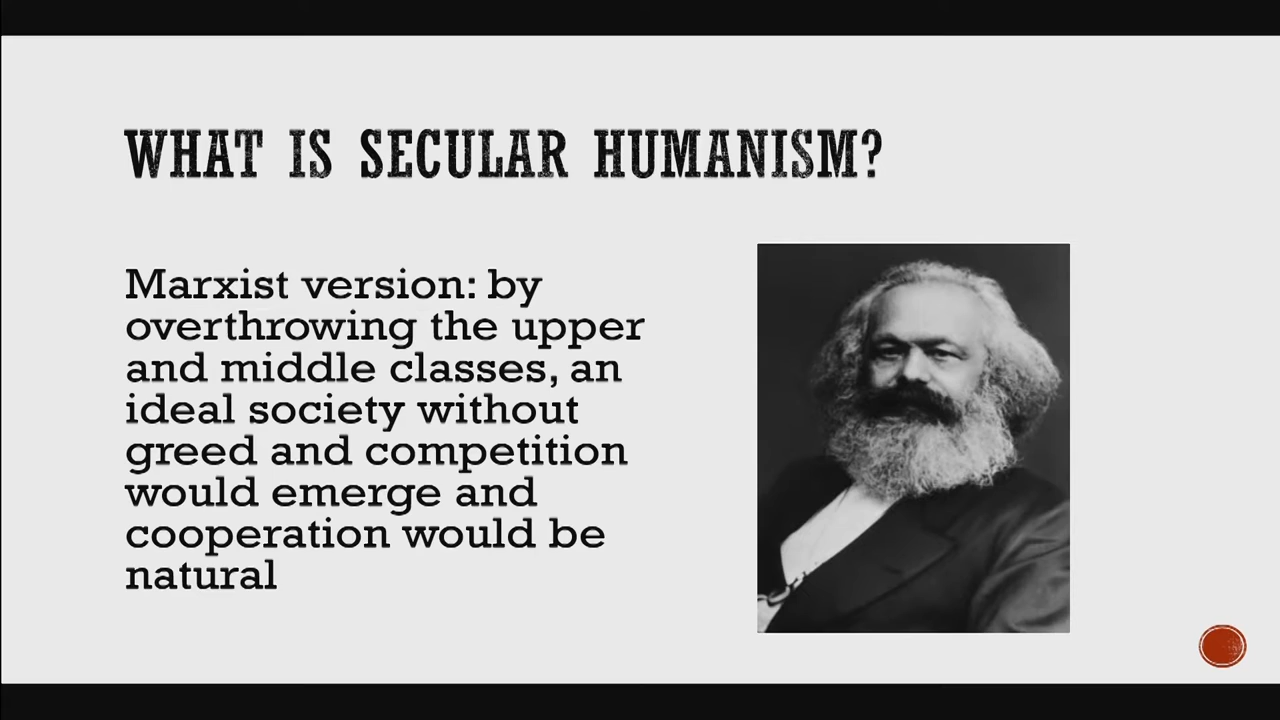 WHAT IS SECULAR HUMANISM?
Marxist version: by
overthrowing the upper
and middle classes, an
ideal society without
greed and competition
would emerge and
cooperation would be
natural